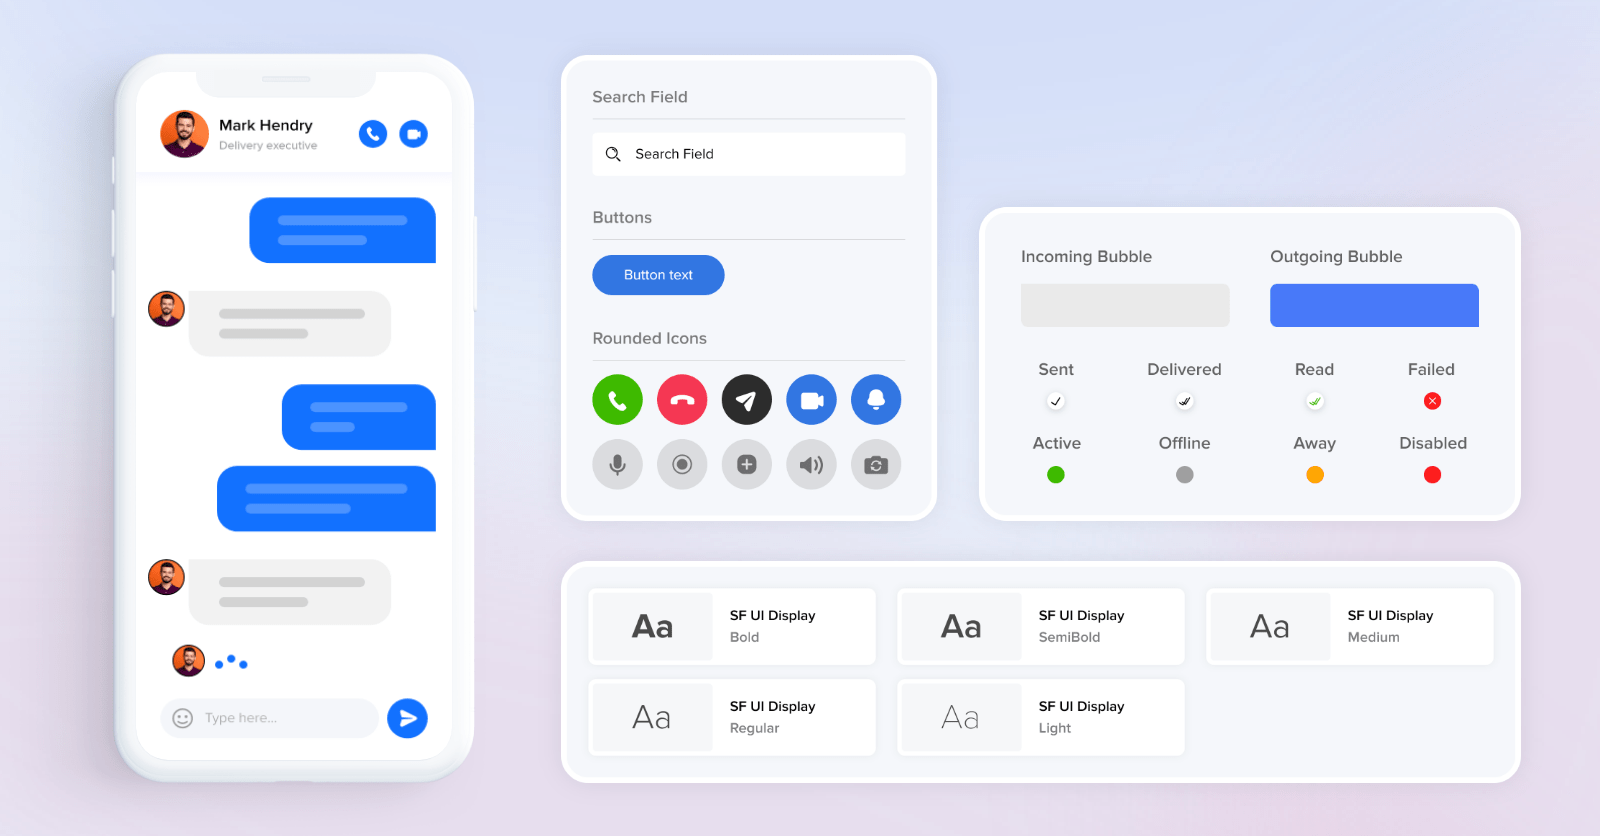 Mark Hendry
Delivery executive
Type here...
Search Field
Search Field
Buttons
Button text
Rounded Icons
Incoming Bubble
Outgoing Bubble
Sent
Delivered
Read
Failed
Active
Offline
Away
Disabled
Aa
SF UI Display
Bold
Aa
SF UI Display
SemiBold
Aa
SF UI Display
Medium
Aa
SF UI Display
Regular
Aa
SF UI Display
Light